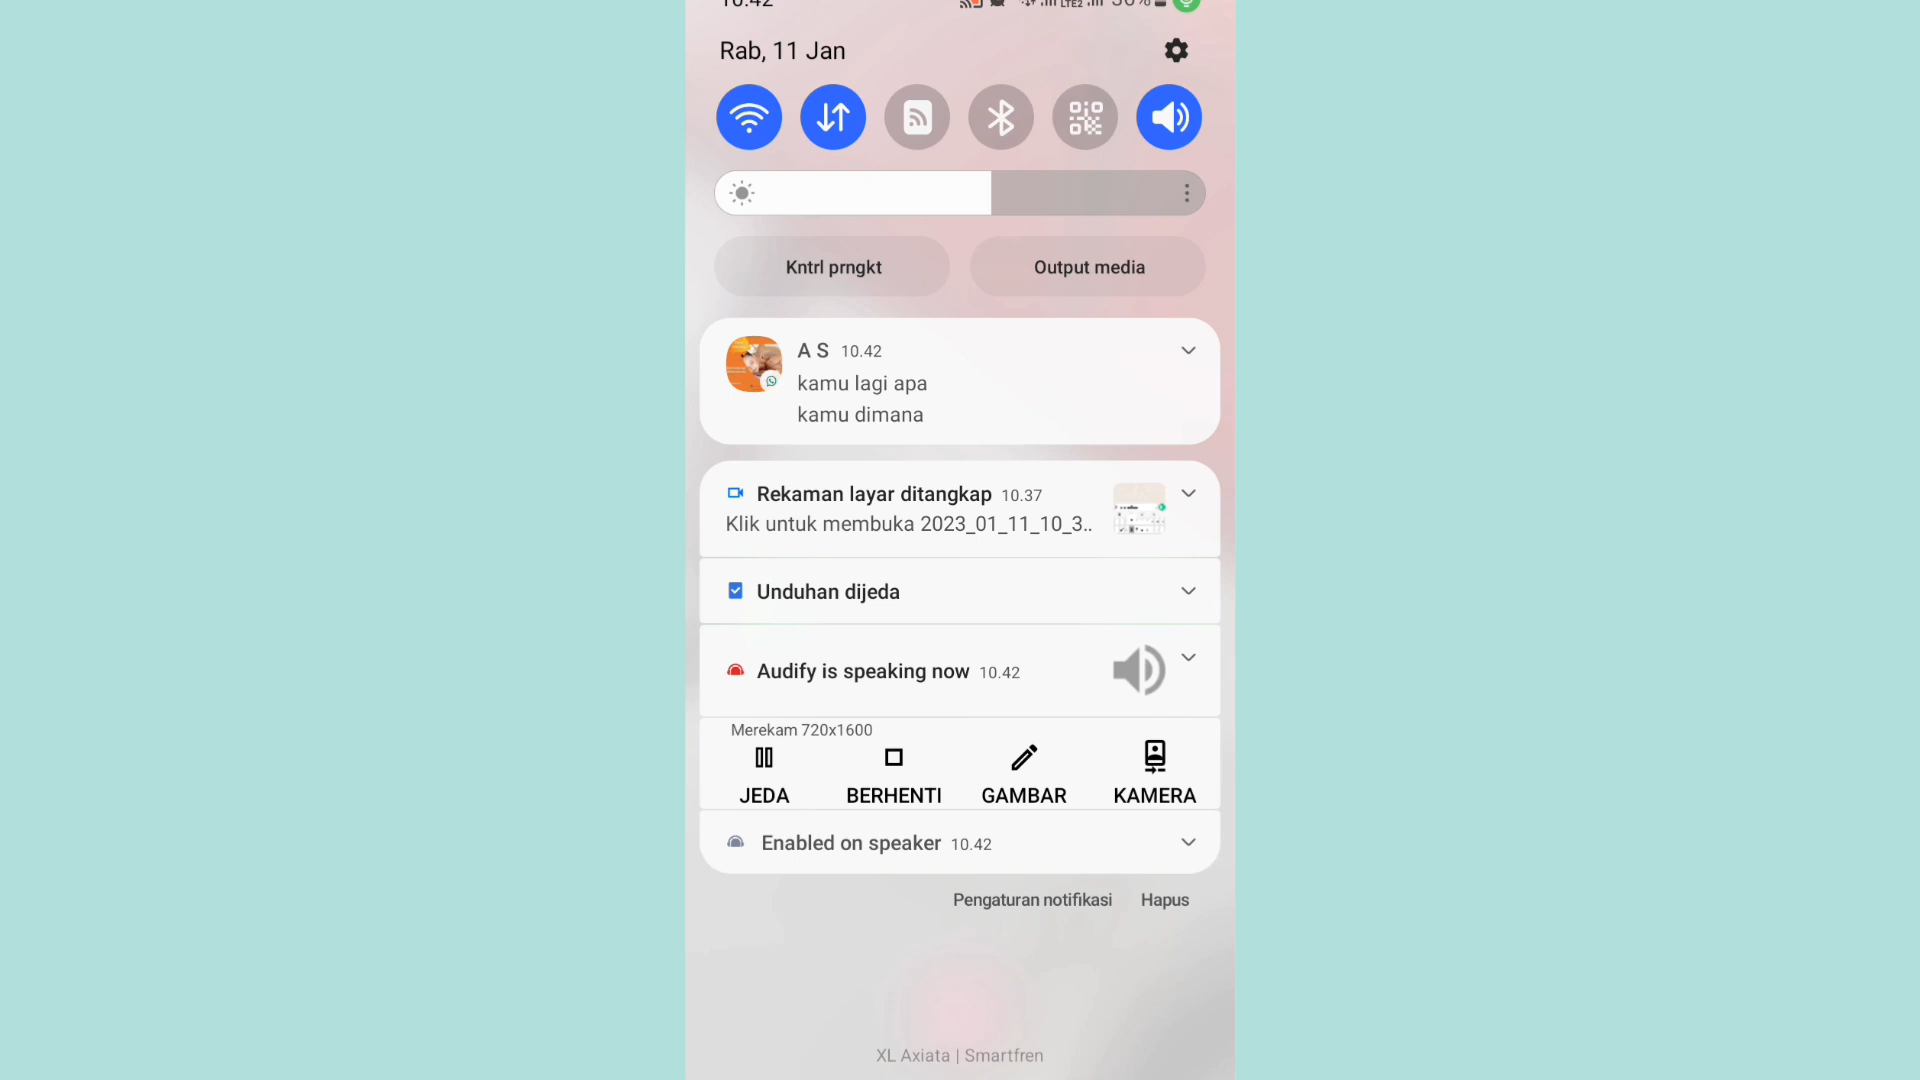 10.42
Rab, 11 Jan
Kntrl prngkt
Output media
A S 10.42
kamu lagi apa
kamu dimana
Rekaman layar ditangkap 10.37
Klik untuk membuka 2023_01_11_10_3..
Unduhan dijeda
Audify is speaking now 10.42
Merekam 720x1600
JEDA
BERHENTI
GAMBAR
KAMERA
Enabled on speaker 10.42
Pengaturan notifikasi
Hapus
XL Axiata | Smartfren